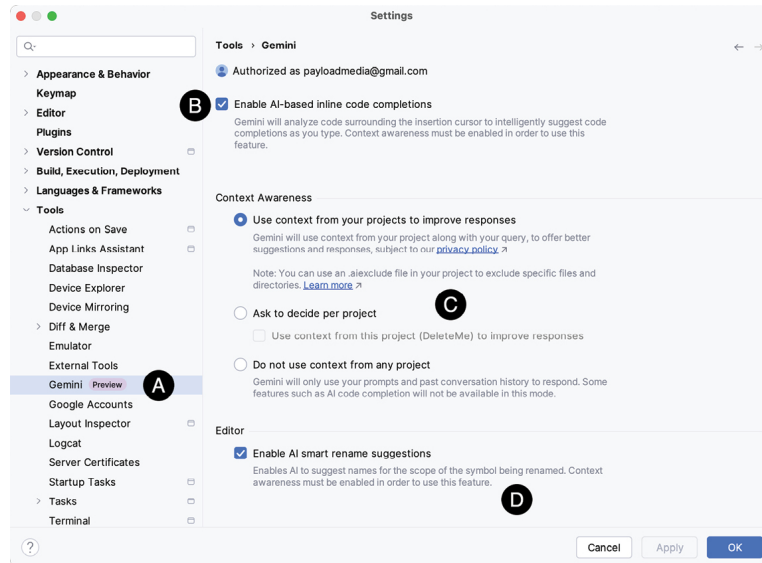 Settings
Tools › Gemini
Authorized as payloadmedia@gmail.com
Appearance & Behavior
Keymap
Editor
Plugins
Version Control
Build, Execution, Deployment
Languages & Frameworks
Tools
Actions on Save
App Links Assistant
Database Inspector
Device Explorer
Device Mirroring
Diff & Merge
Emulator
External Tools
Gemini Preview
A
Google Accounts
Layout Inspector
Logcat
Server Certificates
Startup Tasks
Tasks
Terminal
B
Enable AI-based inline code completions
Gemini will analyze code surrounding the insertion cursor to intelligently suggest code
completions as you type. Context awareness must be enabled in order to use this
feature.
Context Awareness
Use context from your projects to improve responses
Gemini will use context from your project along with your query, to offer better
suggestions and responses, subject to our privacy policy ↗
Note: You can use an .aiexclude file in your project to exclude specific files and
directories. Learn more ↗
C
Ask to decide per project
Use context from this project (DeleteMe) to improve responses
Do not use context from any project
Gemini will only use your prompts and past conversation history to respond. Some
features such as AI code completion will not be available in this mode.
Editor
Enable AI smart rename suggestions
Enables AI to suggest names for the scope of the symbol being renamed. Context
awareness must be enabled in order to use this feature.
D
?
Cancel
Apply
OK